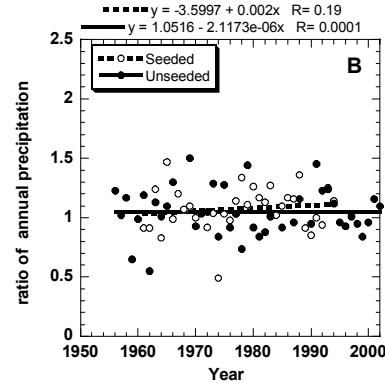 y = -3.5997 + 0.002x R= 0.19
y = 1.0516 - 2.1173e-06x R= 0.0001
2.5
Seeded
Unseeded
B
2
1.5
1
0.5
0
ratio of annual precipitation
1950 1960 1970 1980 1990 2000
Year